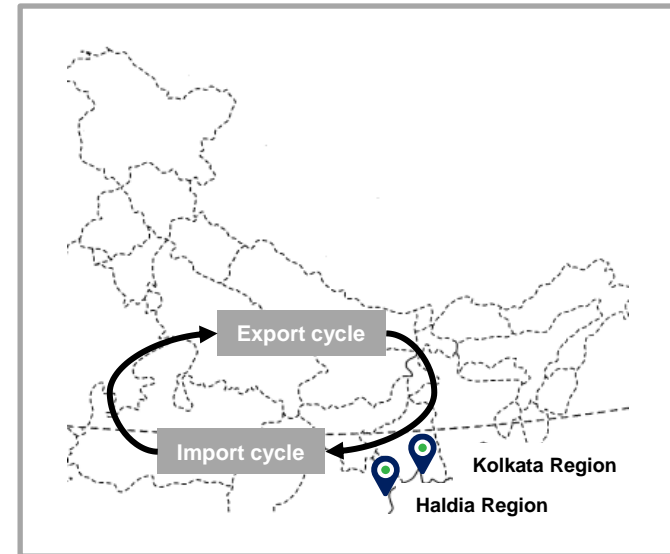 Export cycle
Import cycle
Kolkata Region
Haldia Region